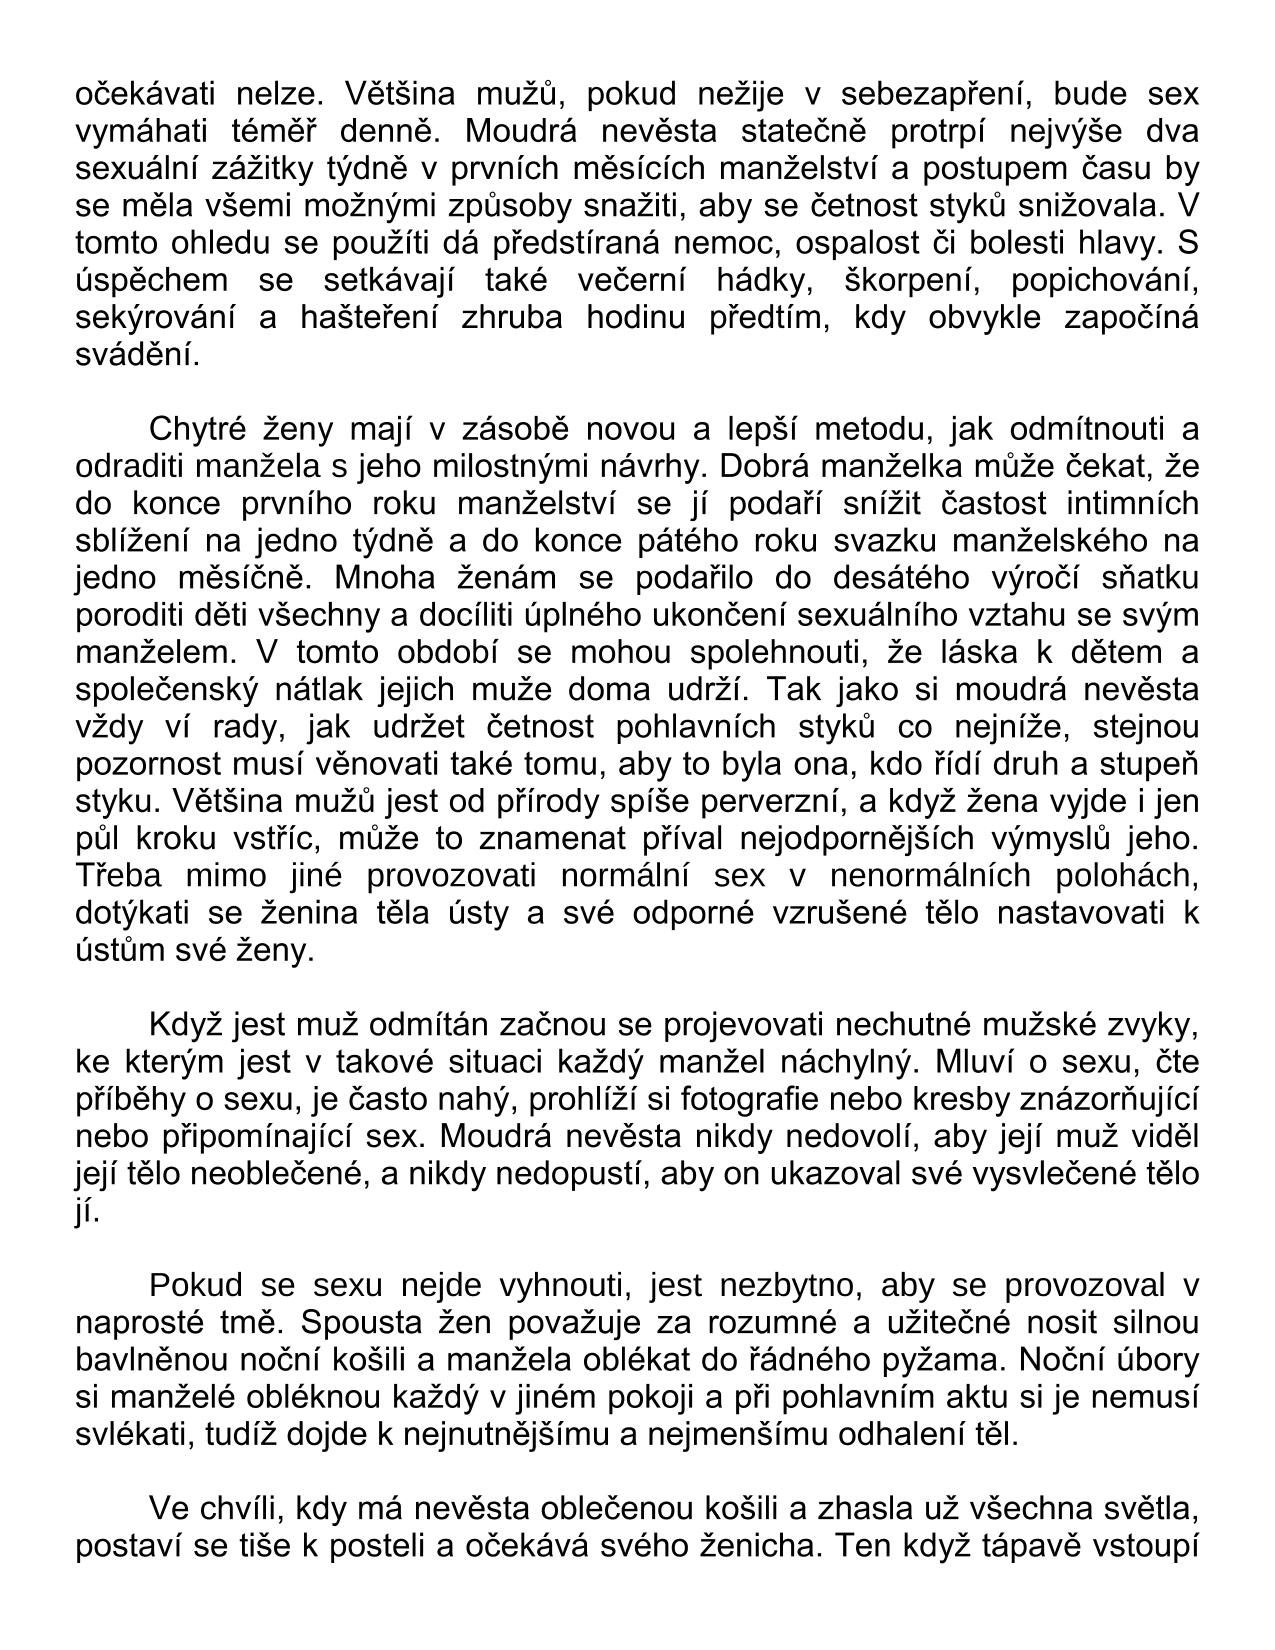 očekávati nelze. Většina mužů, pokud nežije v sebezapření, bude sex
vymáhati téměř denně. Moudrá nevěsta statečně protrpí nejvýše dva
sexuální zážitky týdně v prvních měsících manželství a postupem času by
se měla všemi možnými způsoby snažiti, aby se četnost styků snižovala. V
tomto ohledu se použíti dá předstíraná nemoc, ospalost či bolesti hlavy. S
úspěchem se setkávají také večerní hádky, škorpení, popichování,
sekýrování a hašteření zhruba hodinu předtím, kdy obvykle započíná
svádění.
Chytré ženy mají v zásobě novou a lepší metodu, jak odmítnouti a
odraditi manžela s jeho milostnými návrhy. Dobrá manželka může čekat, že
do konce prvního roku manželství se jí podaří snížit častost intimních
sblížení na jedno týdně a do konce pátého roku svazku manželského na
jedno měsíčně. Mnoha ženám se podařilo do desátého výročí sňatku
poroditi děti všechny a docíliti úplného ukončení sexuálního vztahu se svým
manželem. V tomto období se mohou spolehnouti, že láska k dětem a
společenský nátlak jejich muže doma udrží. Tak jako si moudrá nevěsta
vždy ví rady, jak udržet četnost pohlavních styků co nejníže, stejnou
pozornost musí věnovati také tomu, aby to byla ona, kdo řídí druh a stupeň
styku. Většina mužů jest od přírody spíše perverzní, a když žena vyjde i jen
půl kroku vstříc, může to znamenat příval nejodpornějších výmyslů jeho.
Třeba mimo jiné provozovati normální sex v nenormálních polohách,
dotýkati se ženina těla ústy a své odporné vzrušené tělo nastavovati k
ústům své ženy.
Když jest muž odmítán začnou se projevovati nechutné mužské zvyky,
ke kterým jest v takové situaci každý manžel náchylný. Mluví o sexu, čte
příběhy o sexu, je často nahý, prohlíží si fotografie nebo kresby znázorňující
nebo připomínající sex. Moudrá nevěsta nikdy nedovolí, aby její muž viděl
její tělo neoblečené, a nikdy nedopustí, aby on ukazoval své vysvlečené tělo
jí.
Pokud se sexu nejde vyhnouti, jest nezbytno, aby se provozoval v
naprosté tmě. Spousta žen považuje za rozumné a užitečné nosit silnou
bavlněnou noční košili a manžela oblékat do řádného pyžama. Noční úbory
si manželé obléknou každý v jiném pokoji a při pohlavním aktu si je nemusí
svlékati, tudíž dojde k nejnutnějšímu a nejmenšímu odhalení těl.
Ve chvíli, kdy má nevěsta oblečenou košili a zhasla už všechna světla,
postaví se tiše k posteli a očekává svého ženicha. Ten když tápavě vstoupí